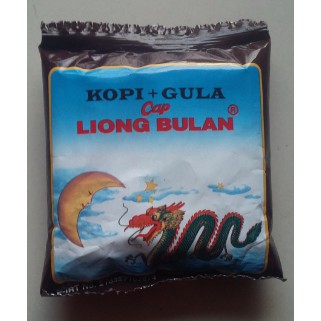 KOPI + GULA
Cap
LIONG BULAN ®